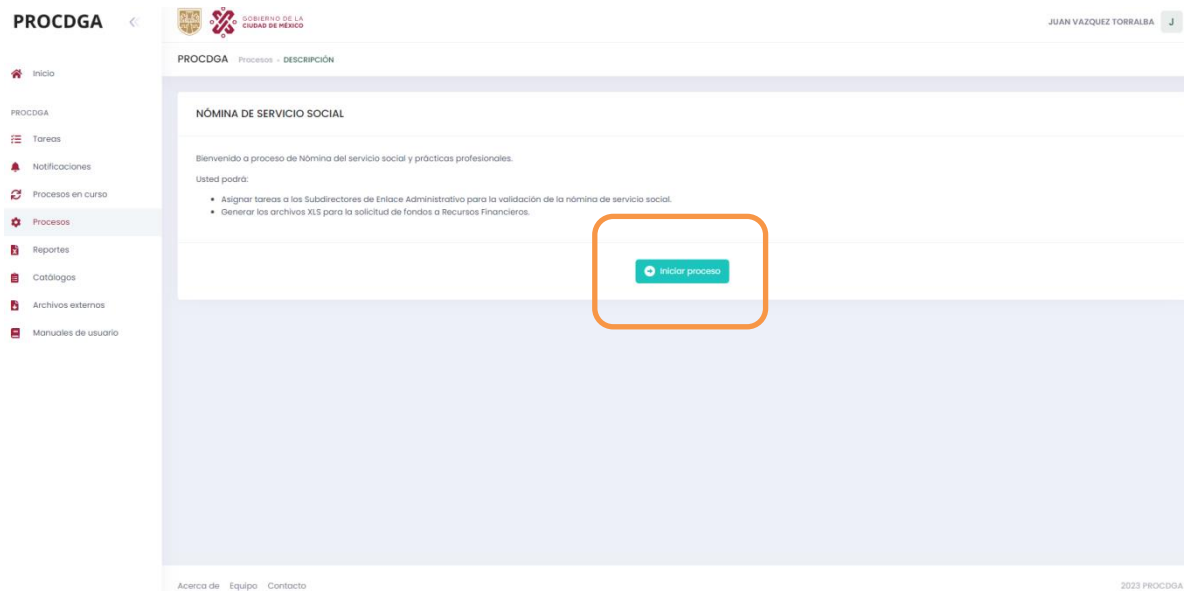 PROCDGA
GOBIERNO DE LA
CIUDAD DE MÉXICO
JUAN VAZQUEZ TORRALBA J
PROCDGA Procesos - DESCRIPCIÓN
Inicio
PROCDGA
Tareas
Notificaciones
Procesos en curso
Procesos
Reportes
Catálogos
Archivos externos
Manuales de usuario
NÓMINA DE SERVICIO SOCIAL
Bienvenido a proceso de Nómina del servicio social y prácticas profesionales.
Usted podrá:
Asignar tareas a los Subdirectores de Enlace Administrativo para la validación de la nómina de servicio social.
Generar los archivos XLS para la solicitud de fondos a Recursos Financieros.
Iniciar proceso
Acerca de Equipo Contacto
2023 PROCDGA